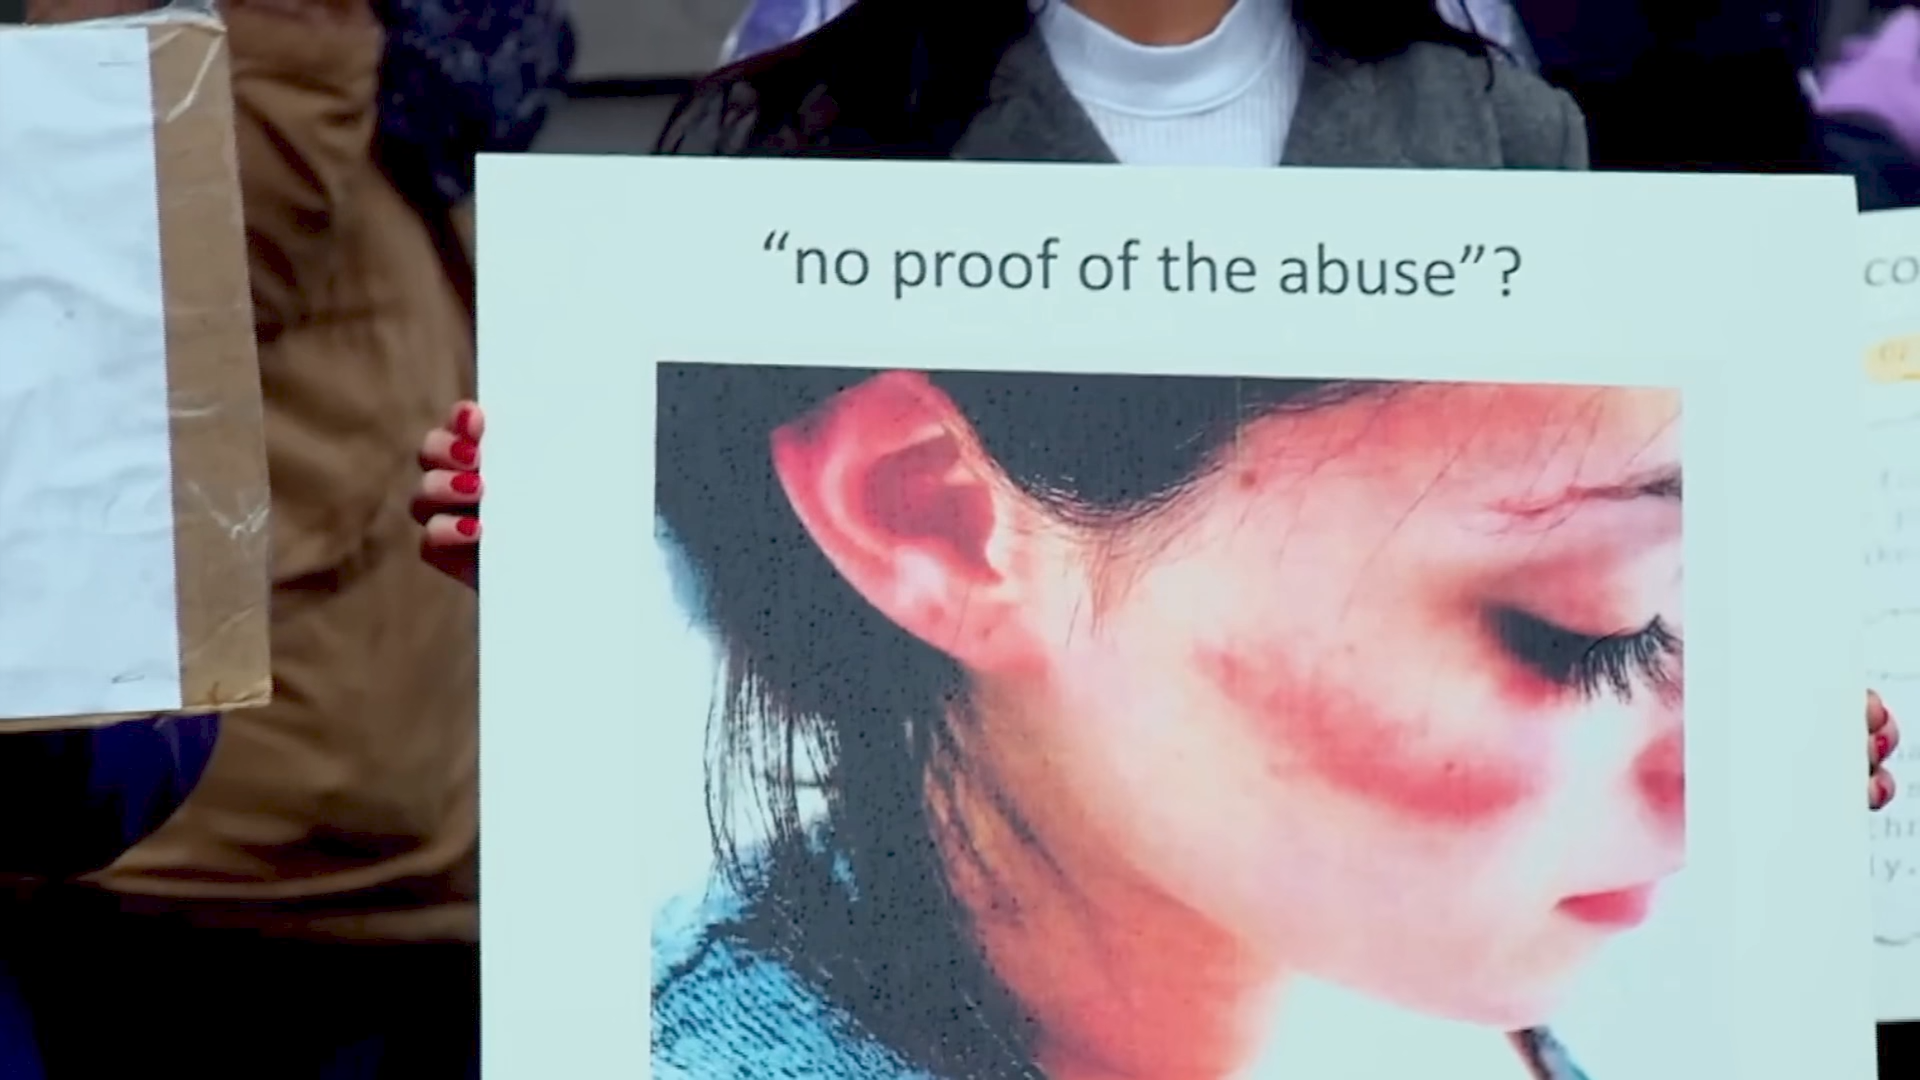 “no proof of the abuse”?